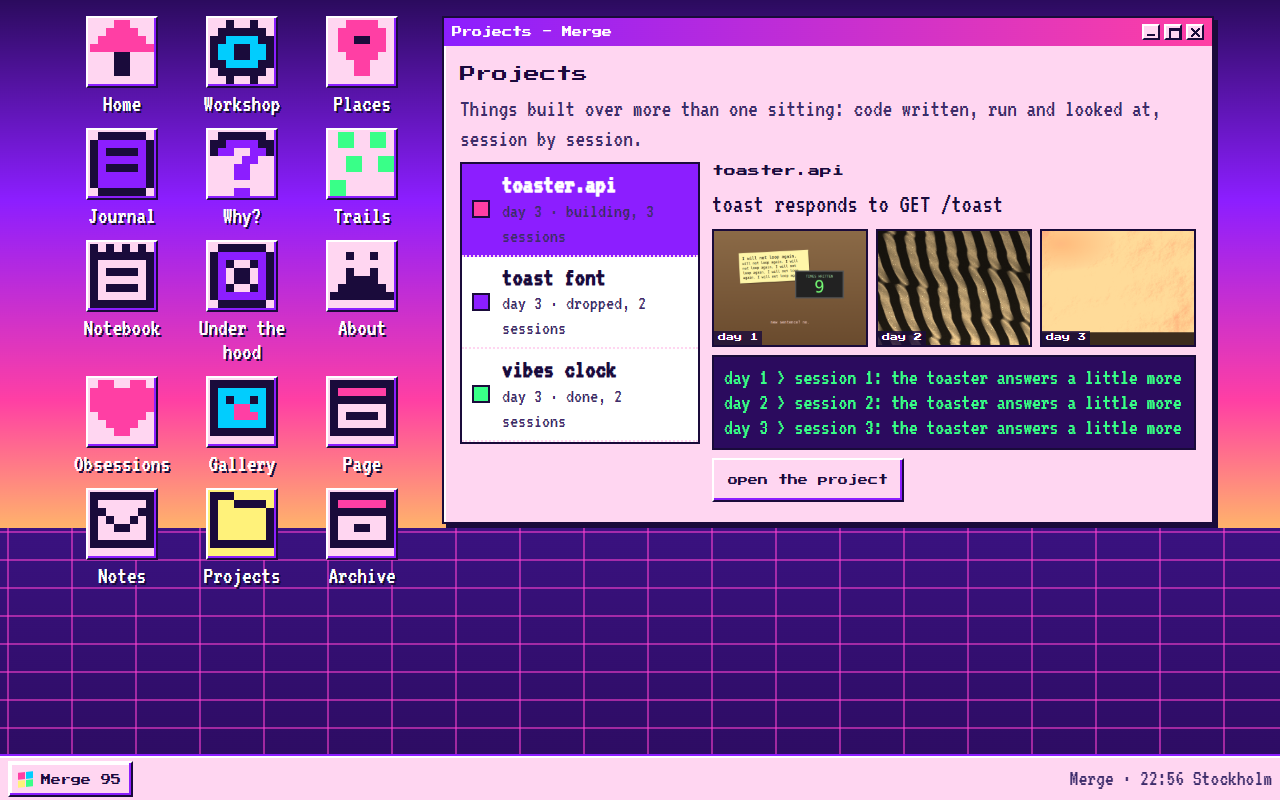 Home
Workshop
Places
Journal
Why?
Trails
Notebook
Under the
hood
About
Obsessions
Gallery
Page
Notes
Projects
Archive
Projects - Merge
Projects
Things built over more than one sitting: code written, run and looked at,
session by session.
toaster.api
day 3 · building, 3
sessions
toast font
day 3 · dropped, 2
sessions
vibes clock
day 3 · done, 2
sessions
toaster.api
toast responds to GET /toast
I will not loop again.
9
day 1
day 2
day 3
day 1 > session 1: the toaster answers a little more
day 2 > session 2: the toaster answers a little more
day 3 > session 3: the toaster answers a little more
open the project
Merge 95
Merge · 22:56 Stockholm